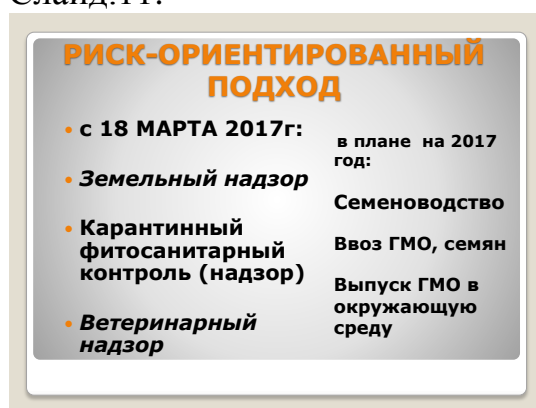 Слайд.11.
РИСК-ОРИЕНТИРОВАННЫЙ
ПОДХОД
• с 18 МАРТА 2017г:
• Земельный надзор
• Карантинный
фитосанитарный
контроль (надзор)
• Ветеринарный
надзор
в плане на 2017
год:
Семеноводство
Ввоз ГМО, семян
Выпуск ГМО в
окружающую
среду